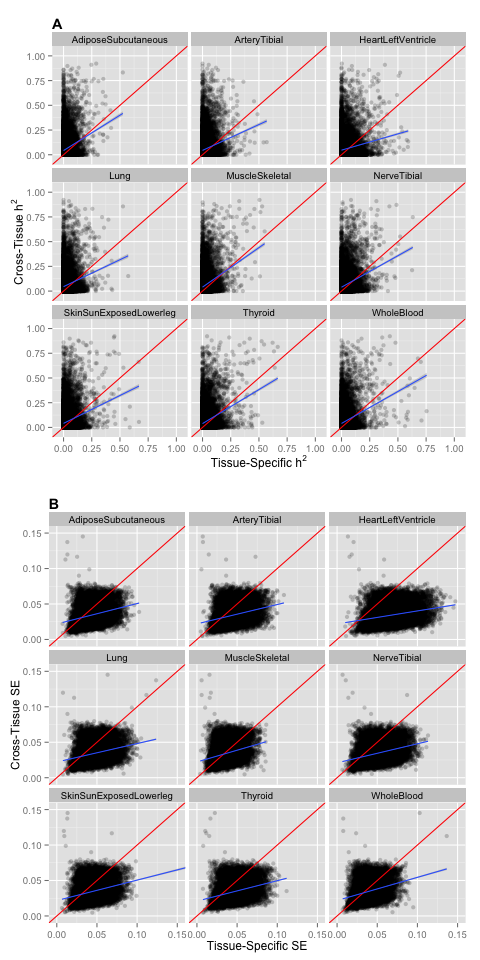 A
AdiposeSubcutaneous ArteryTibial HeartLeftVentricle
1.00
0.75
0.50
0.25
0.00
Lung MuscleSkeletal NerveTibial
1.00
0.75
0.50
0.25
0.00
Cross-Tissue h²
SkinSunExposedLowerleg Thyroid WholeBlood
1.00
0.75
0.50
0.25
0.00
0.00 0.25 0.50 0.75 1.00 0.00 0.25 0.50 0.75 1.00 0.00 0.25 0.50 0.75 1.00
Tissue-Specific h²
B
AdiposeSubcutaneous ArteryTibial HeartLeftVentricle
0.15
0.10
0.05
0.00
Lung MuscleSkeletal NerveTibial
0.15
0.10
0.05
0.00
Cross-Tissue SE
SkinSunExposedLowerleg Thyroid WholeBlood
0.15
0.10
0.05
0.00
0.00 0.05 0.10 0.15 0.00 0.05 0.10 0.15 0.00 0.05 0.10 0.15
Tissue-Specific SE